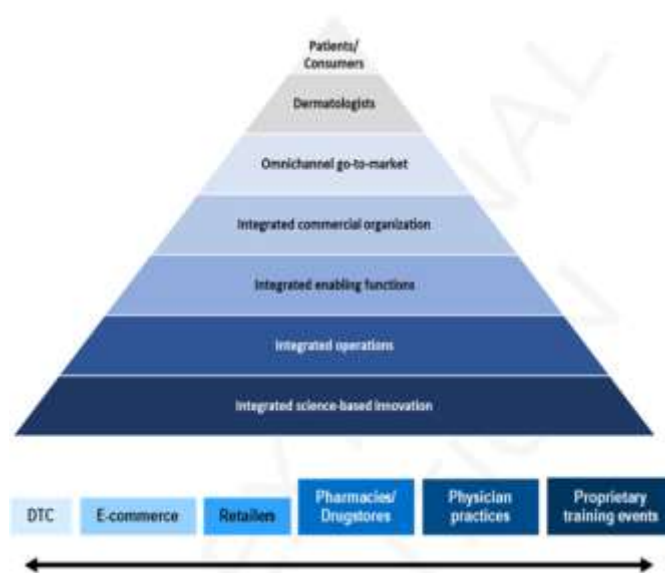 Patients/
Consumers
Dermatologists
Omnichannel go-to-market
Integrated commercial organization
Integrated enabling functions
Integrated operations
Integrated science-based innovation
DTC
E-commerce
Retailers
Pharmacies/
Drugstores
Physician
practices
Proprietary
training events